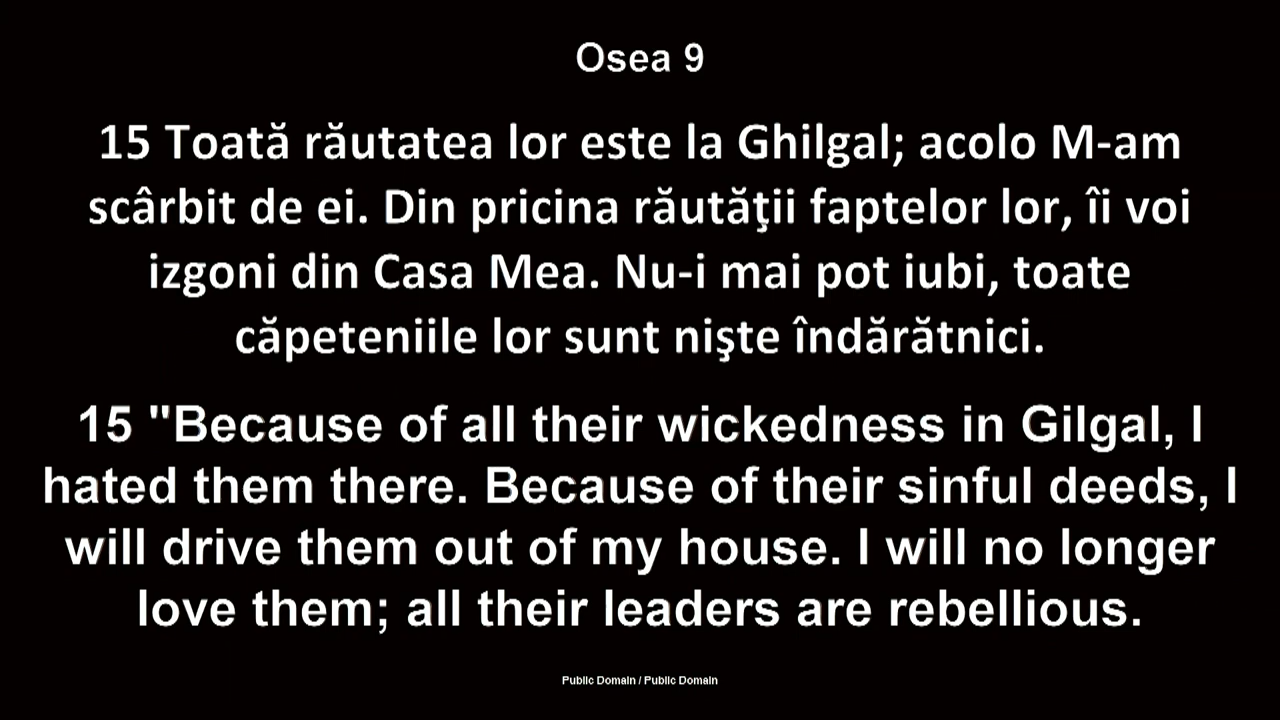 Osea 9
15 Toată răutatea lor este la Ghilgal; acolo M-am
scârbit de ei. Din pricina răutăţii faptelor lor, îi voi
izgoni din Casa Mea. Nu-i mai pot iubi, toate
căpeteniile lor sunt nişte îndărătnici.
15 "Because of all their wickedness in Gilgal, I
hated them there. Because of their sinful deeds, I
will drive them out of my house. I will no longer
love them; all their leaders are rebellious.
Public Domain / Public Domain